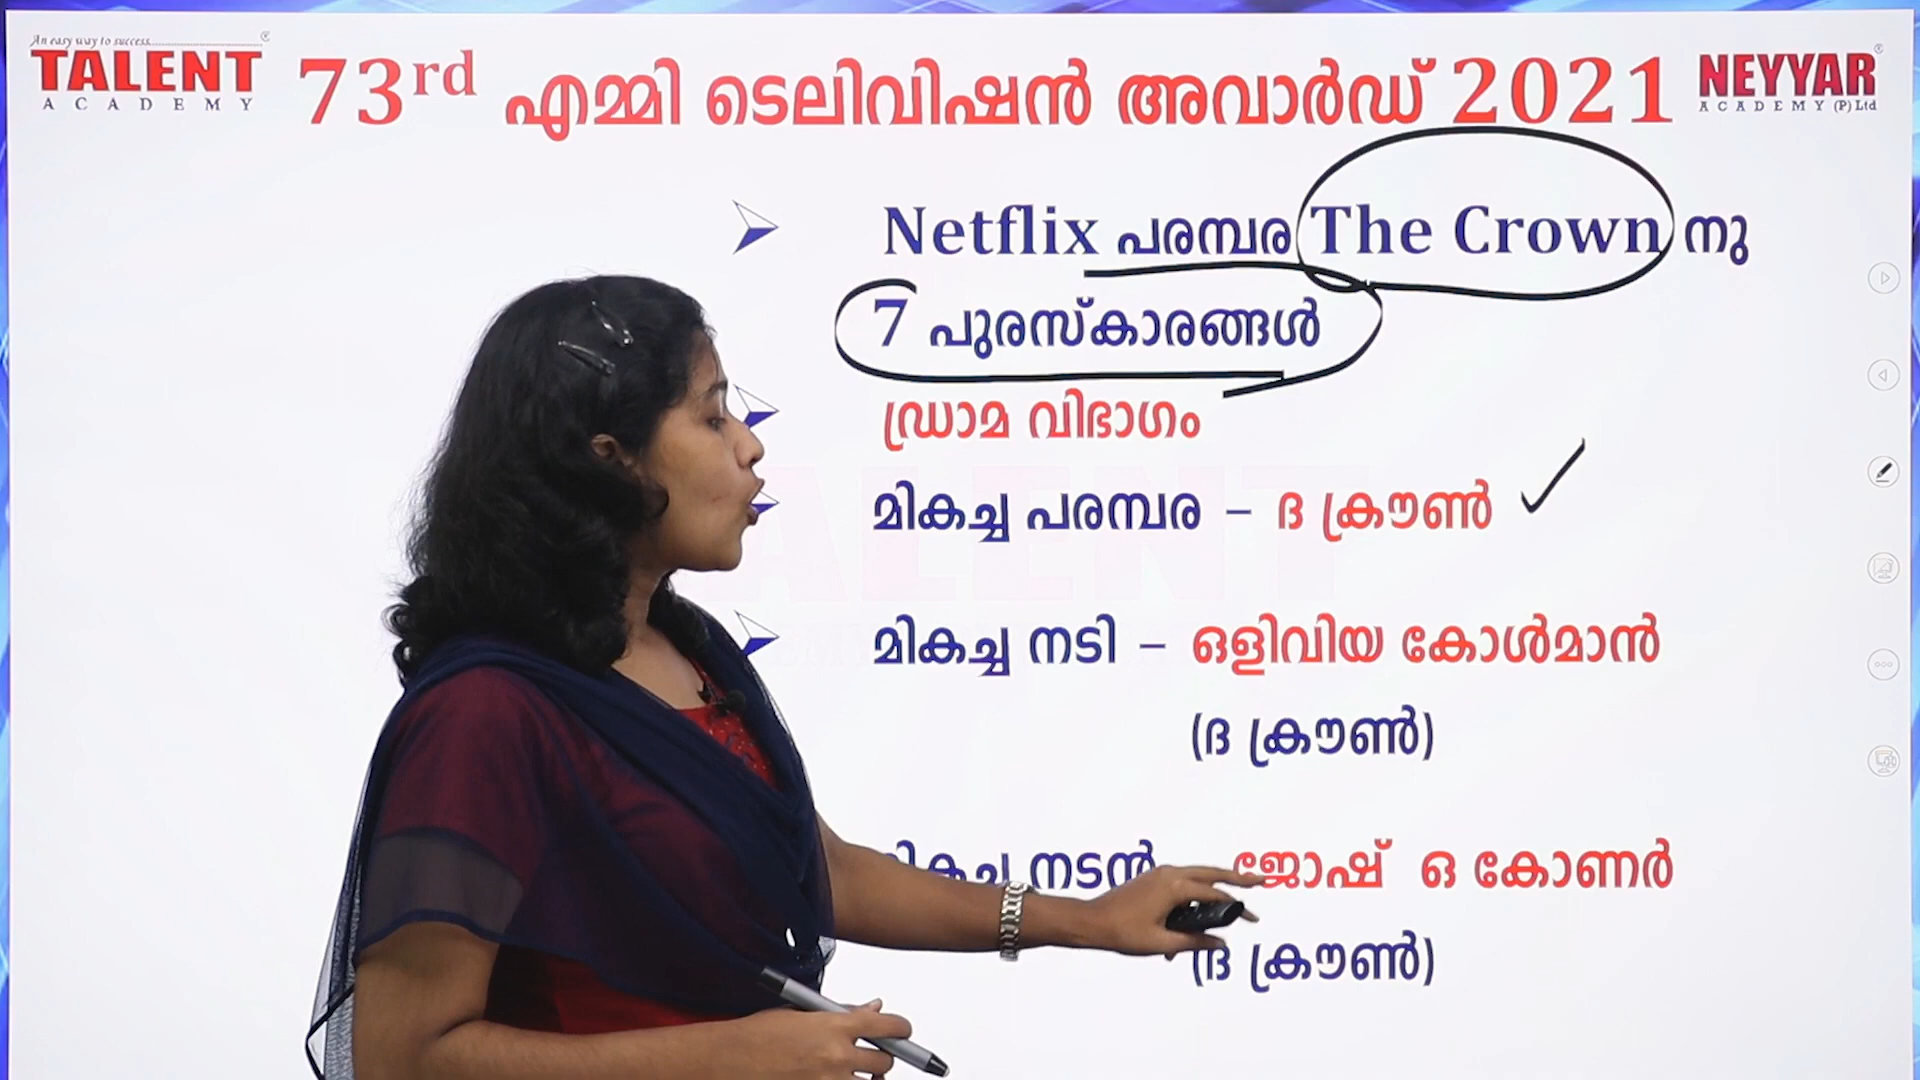 An easy way to success
TALENT
ACADEMY
73rd എമ്മി ടെലിവിഷൻ അവാർഡ് 2021
NEYYAR
ACADEMY (P) Ltd
Netflix പരമ്പര The Crown നു
7 പുരസ്കാരങ്ങൾ
ഡ്രാമ വിഭാഗം
മികച്ച പരമ്പര – ദ ക്രൗൺ
മികച്ച നടി – ഒളിവിയ കോൾമാൻ
(ദ ക്രൗൺ)
മികച്ച നടൻ ജോഷ് ഒ കോണർ
(ദ ക്രൗൺ)